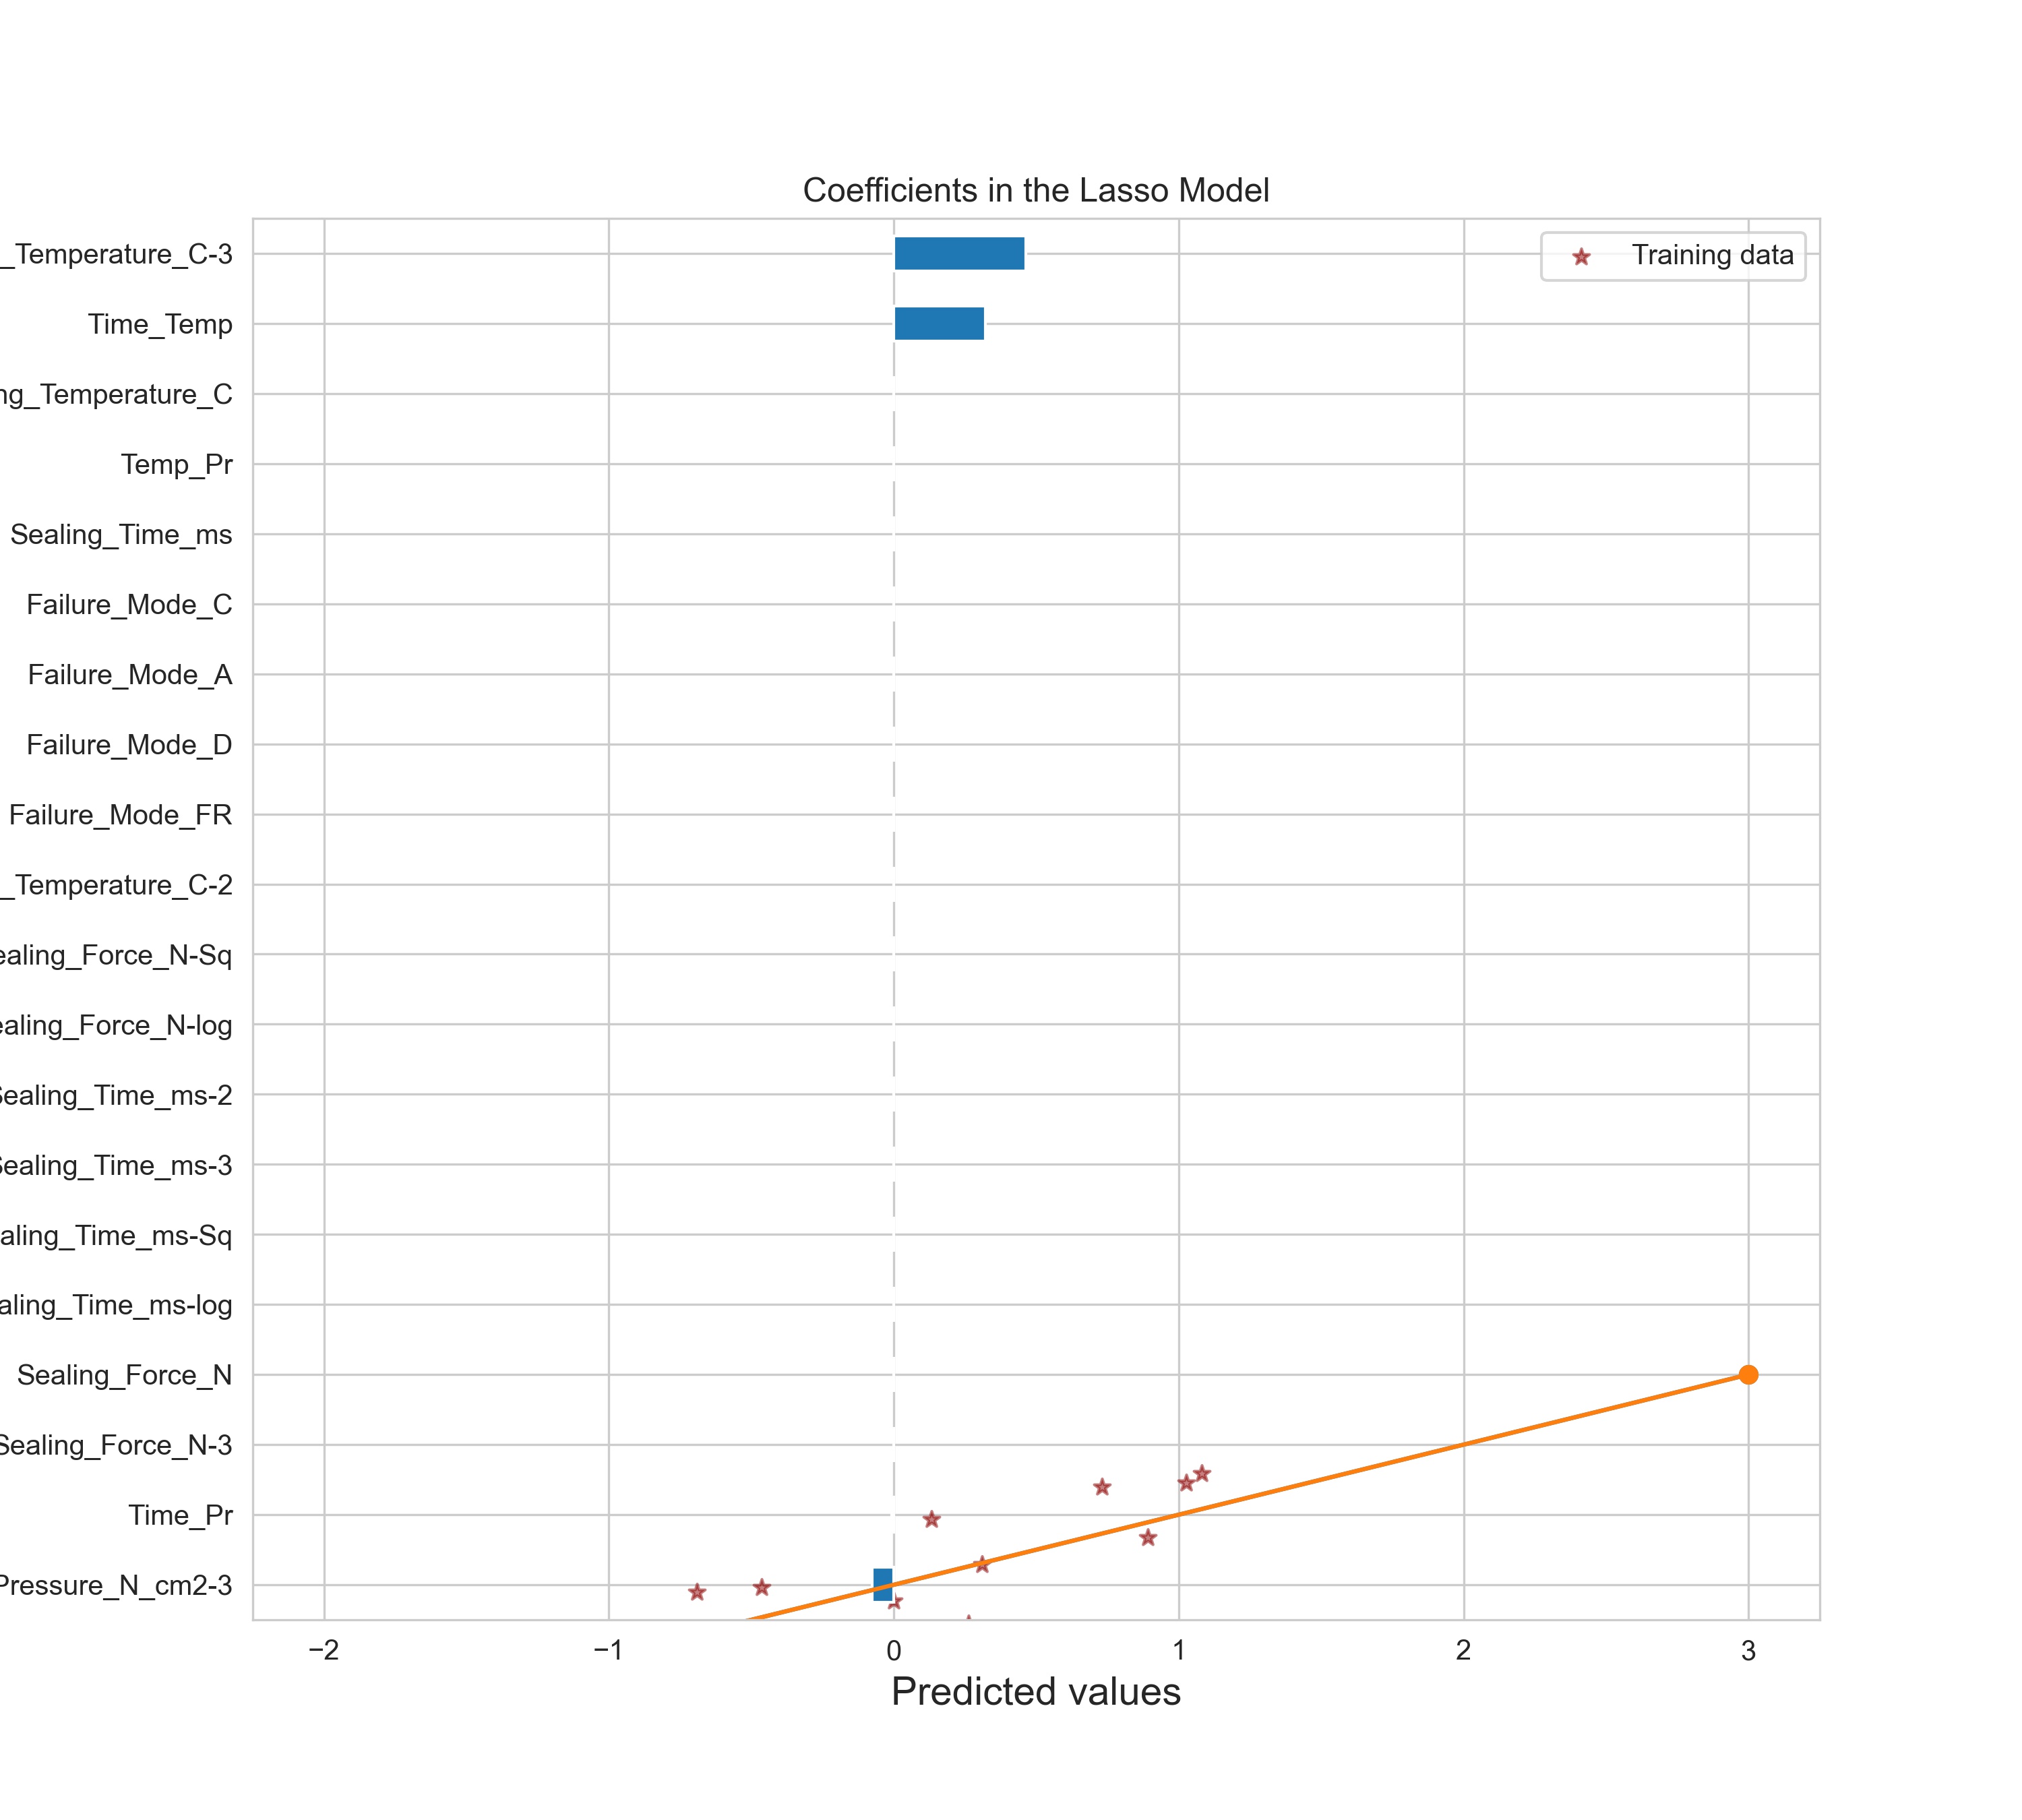 Coefficients in the Lasso Model
_Temperature_C-3
Training data
Time_Temp
ng_Temperature_C
Temp_Pr
Sealing_Time_ms
Failure_Mode_C
Failure_Mode_A
Failure_Mode_D
Failure_Mode_FR
_Temperature_C-2
ealing_Force_N-Sq
ealing_Force_N-log
Sealing_Time_ms-2
Sealing_Time_ms-3
aling_Time_ms-Sq
aling_Time_ms-log
Sealing_Force_N
Sealing_Force_N-3
Time_Pr
Pressure_N_cm2-3
−2 −1 0 1 2 3
Predicted values